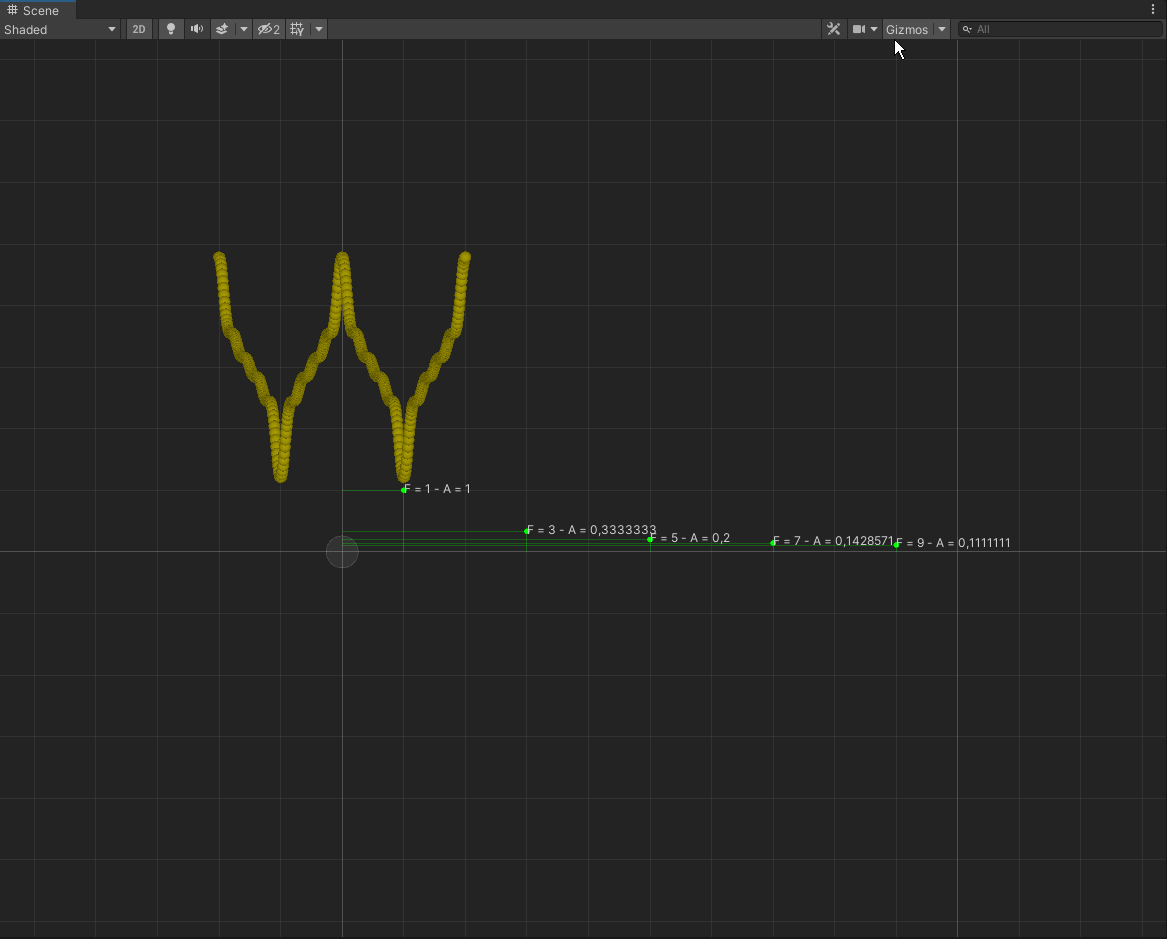 Scene
Shaded
2D
2
Gizmos
All
F = 1 - A = 1
F = 3 - A = 0,3333333
F = 5 - A = 0,2
F = 7 - A = 0,1428571
F = 9 - A = 0,1111111